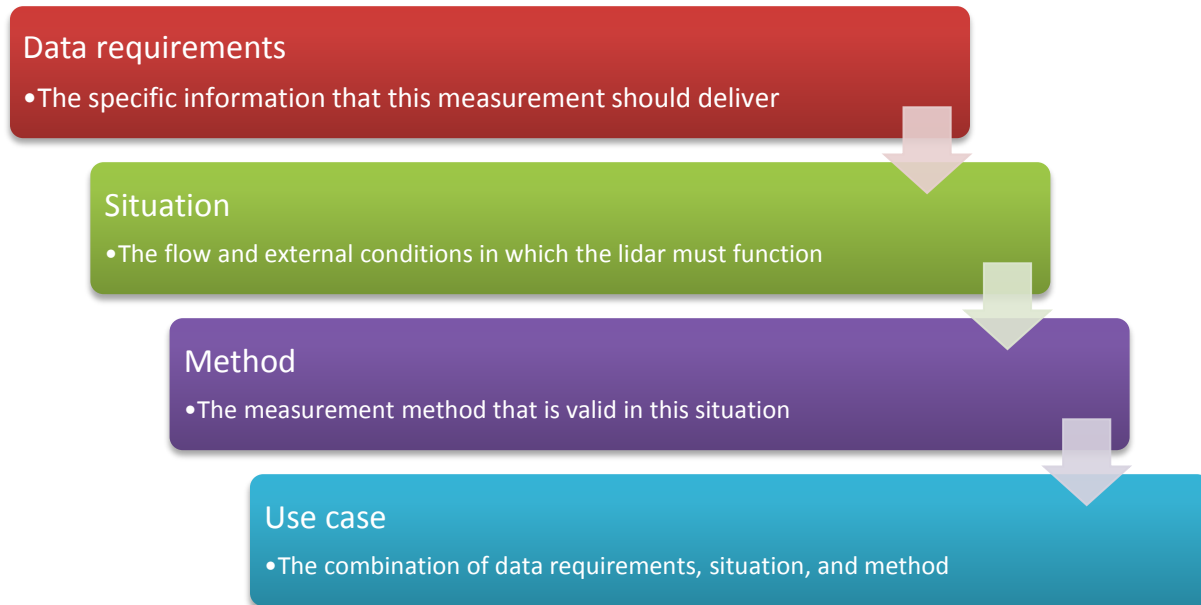 Data requirements
•The specific information that this measurement should deliver
Situation
•The flow and external conditions in which the lidar must function
Method
•The measurement method that is valid in this situation
Use case
•The combination of data requirements, situation, and method